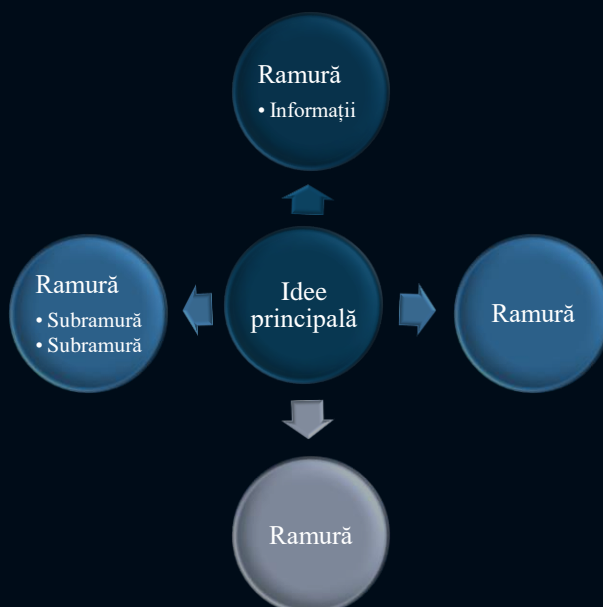 Ramură
• Informații
Ramură
• Subramură
• Subramură
Idee
principală
Ramură
Ramură